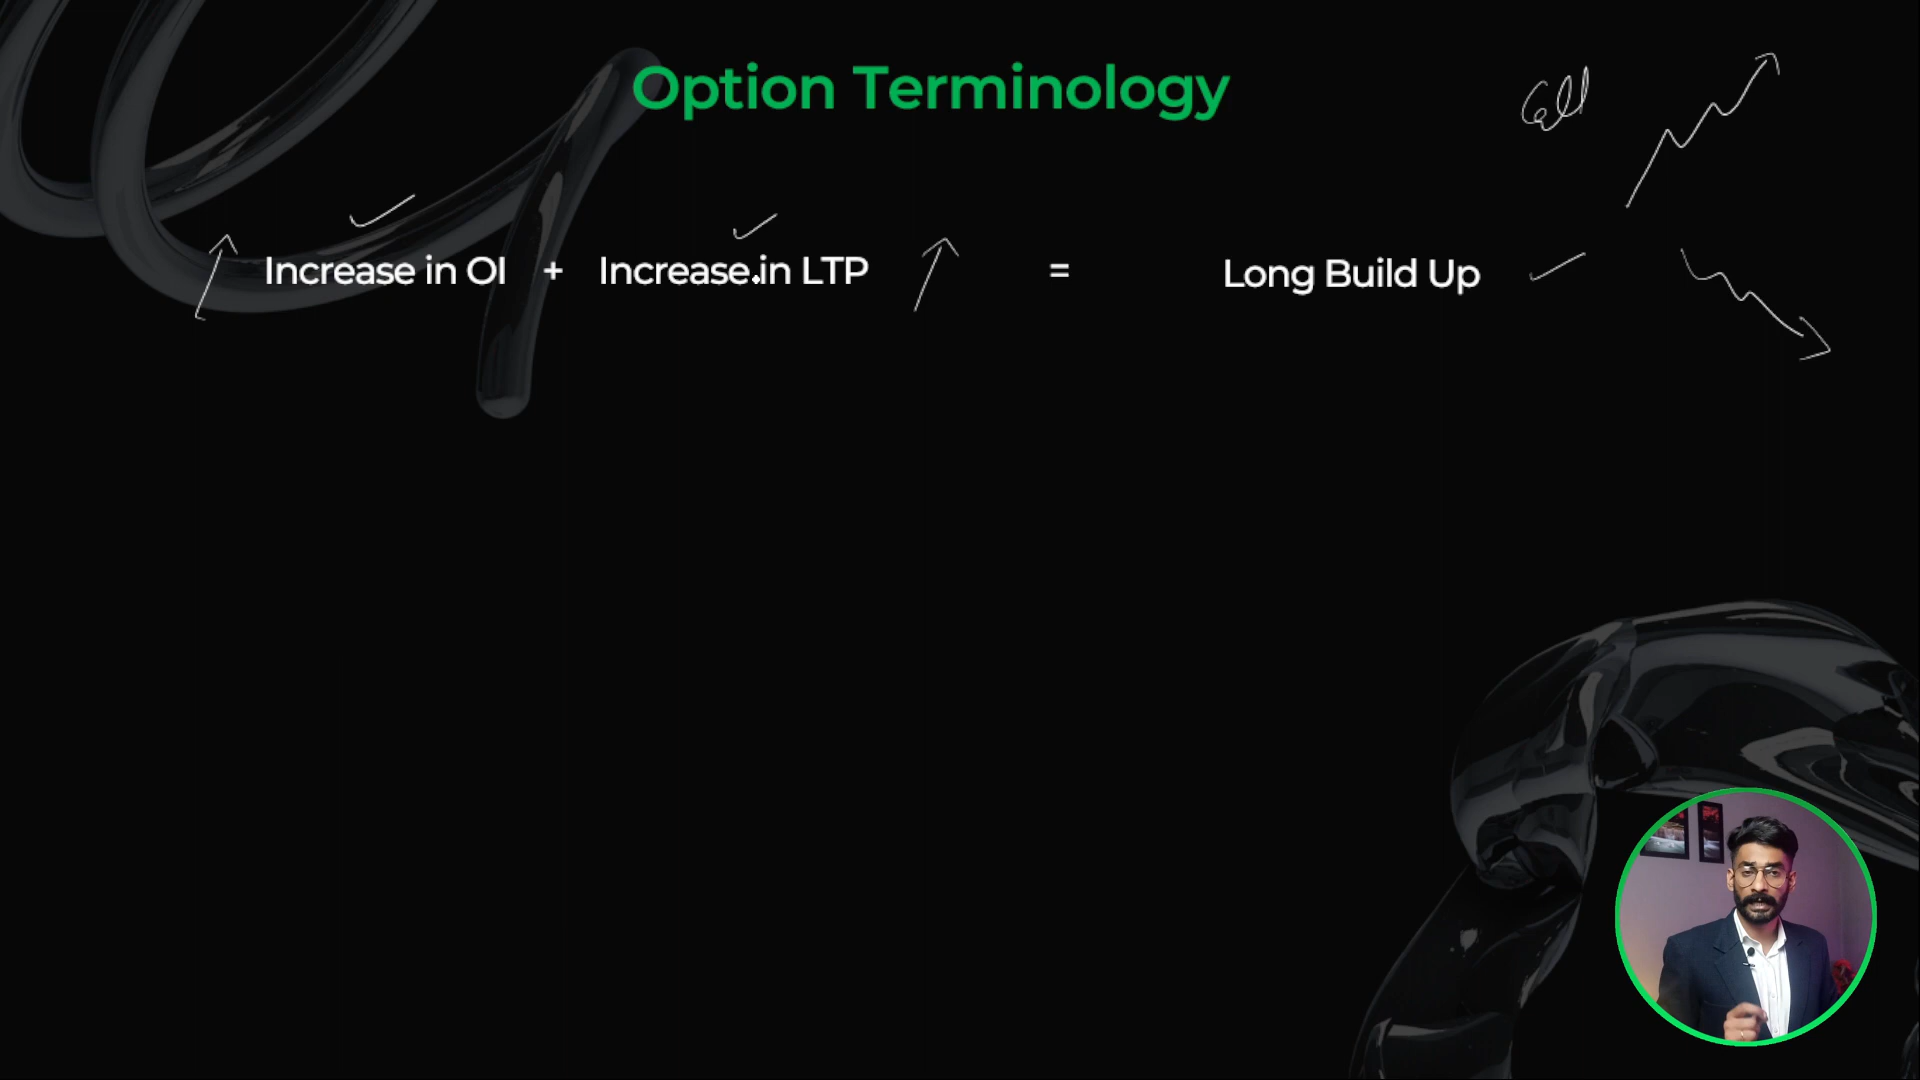 Option Terminology
Call
Increase in OI + Increase in LTP = Long Build Up